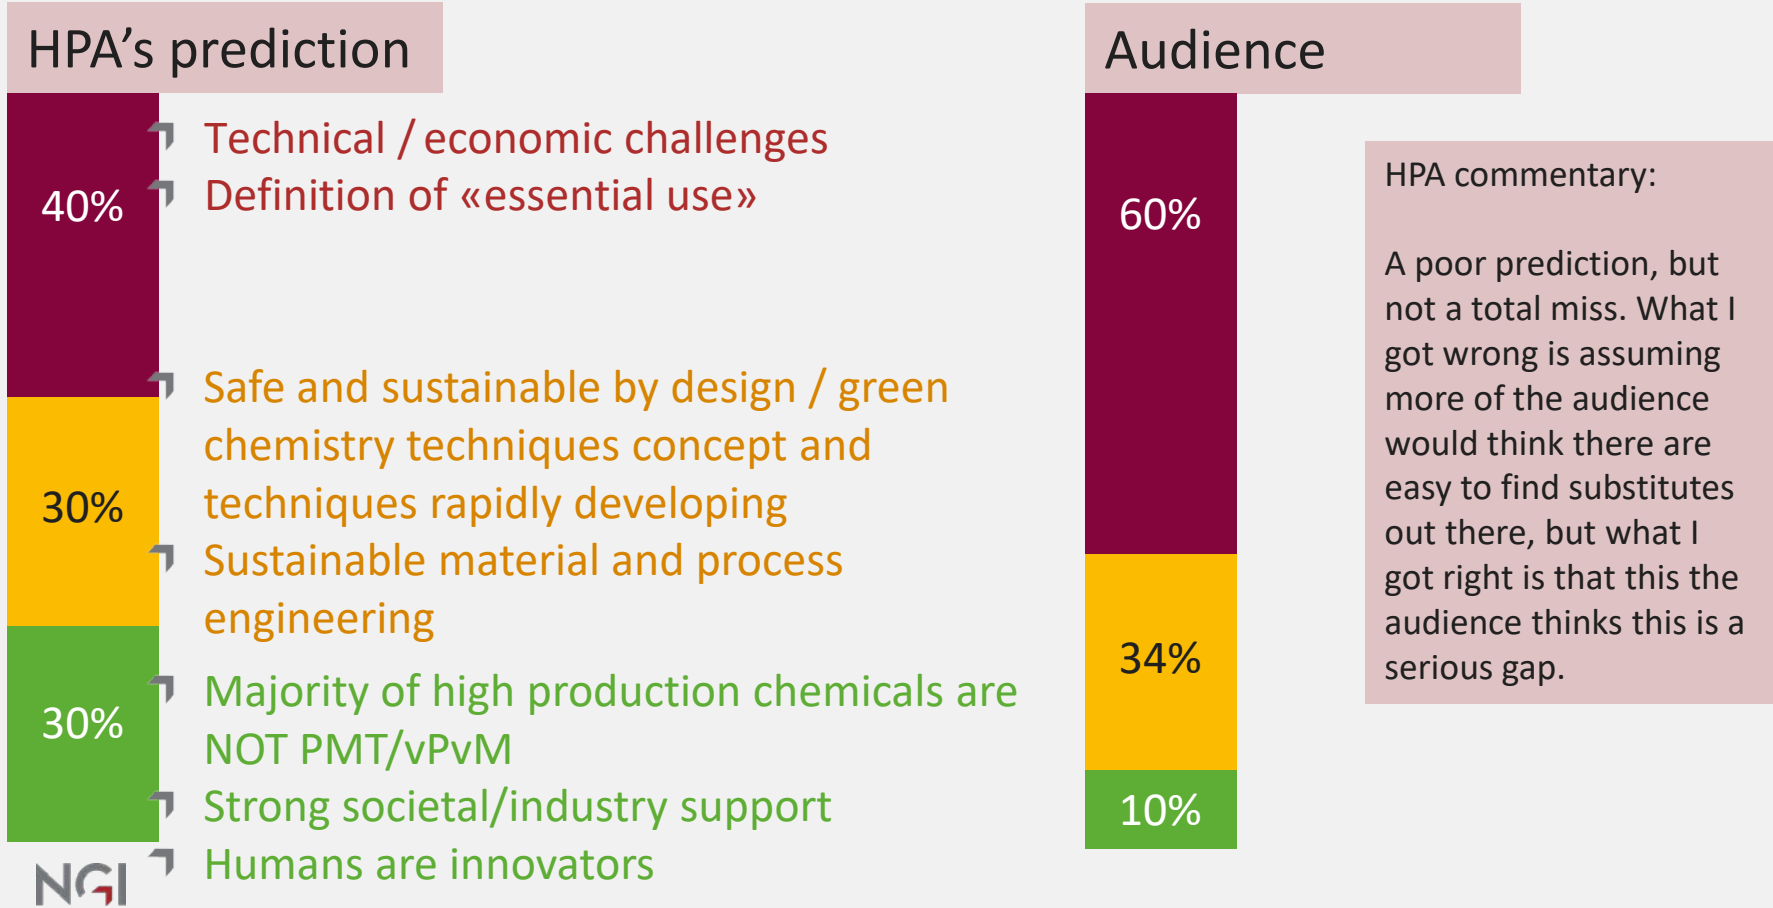 HPA’s prediction
40%
30%
30%
Technical / economic challenges
Definition of «essential use»
Safe and sustainable by design / green
chemistry techniques concept and
techniques rapidly developing
Sustainable material and process
engineering
Majority of high production chemicals are
NOT PMT/vPvM
Strong societal/industry support
Humans are innovators
NGI
Audience
60%
34%
10%
HPA commentary:
A poor prediction, but
not a total miss. What I
got wrong is assuming
more of the audience
would think there are
easy to find substitutes
out there, but what I
got right is that this the
audience thinks this is a
serious gap.